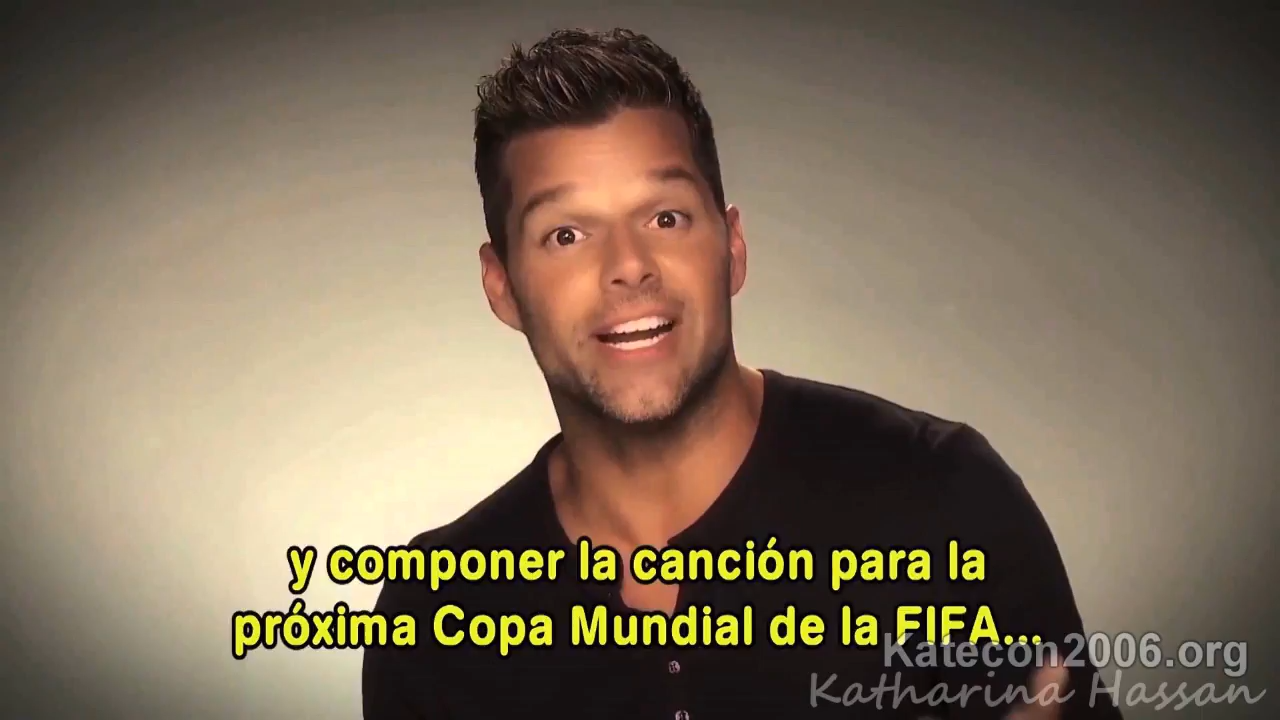 y componer la canción para la
próxima Copa Mundial de la FIFA...
Katecon2006.org
Katharina Hassan